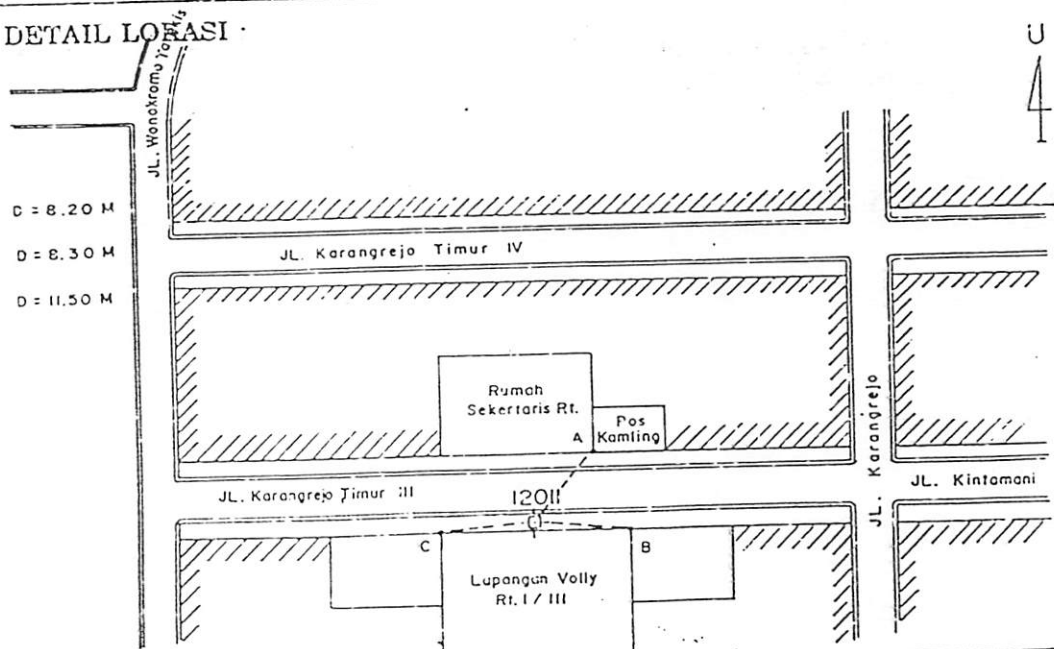 DETAIL LOKASI
U
JL. Wonokromo
D = 8.20 M
D = 8.30 M
D = 11.50 M
JL. Karangrejo Timur IV
Rumah
Sekertaris Rt.
A
Pos
Kamling
JL. Karangrejo
JL. Karangrejo Timur III
12011
JL. Kintamani
C
B
Lapangan Volly
Rt. I / III